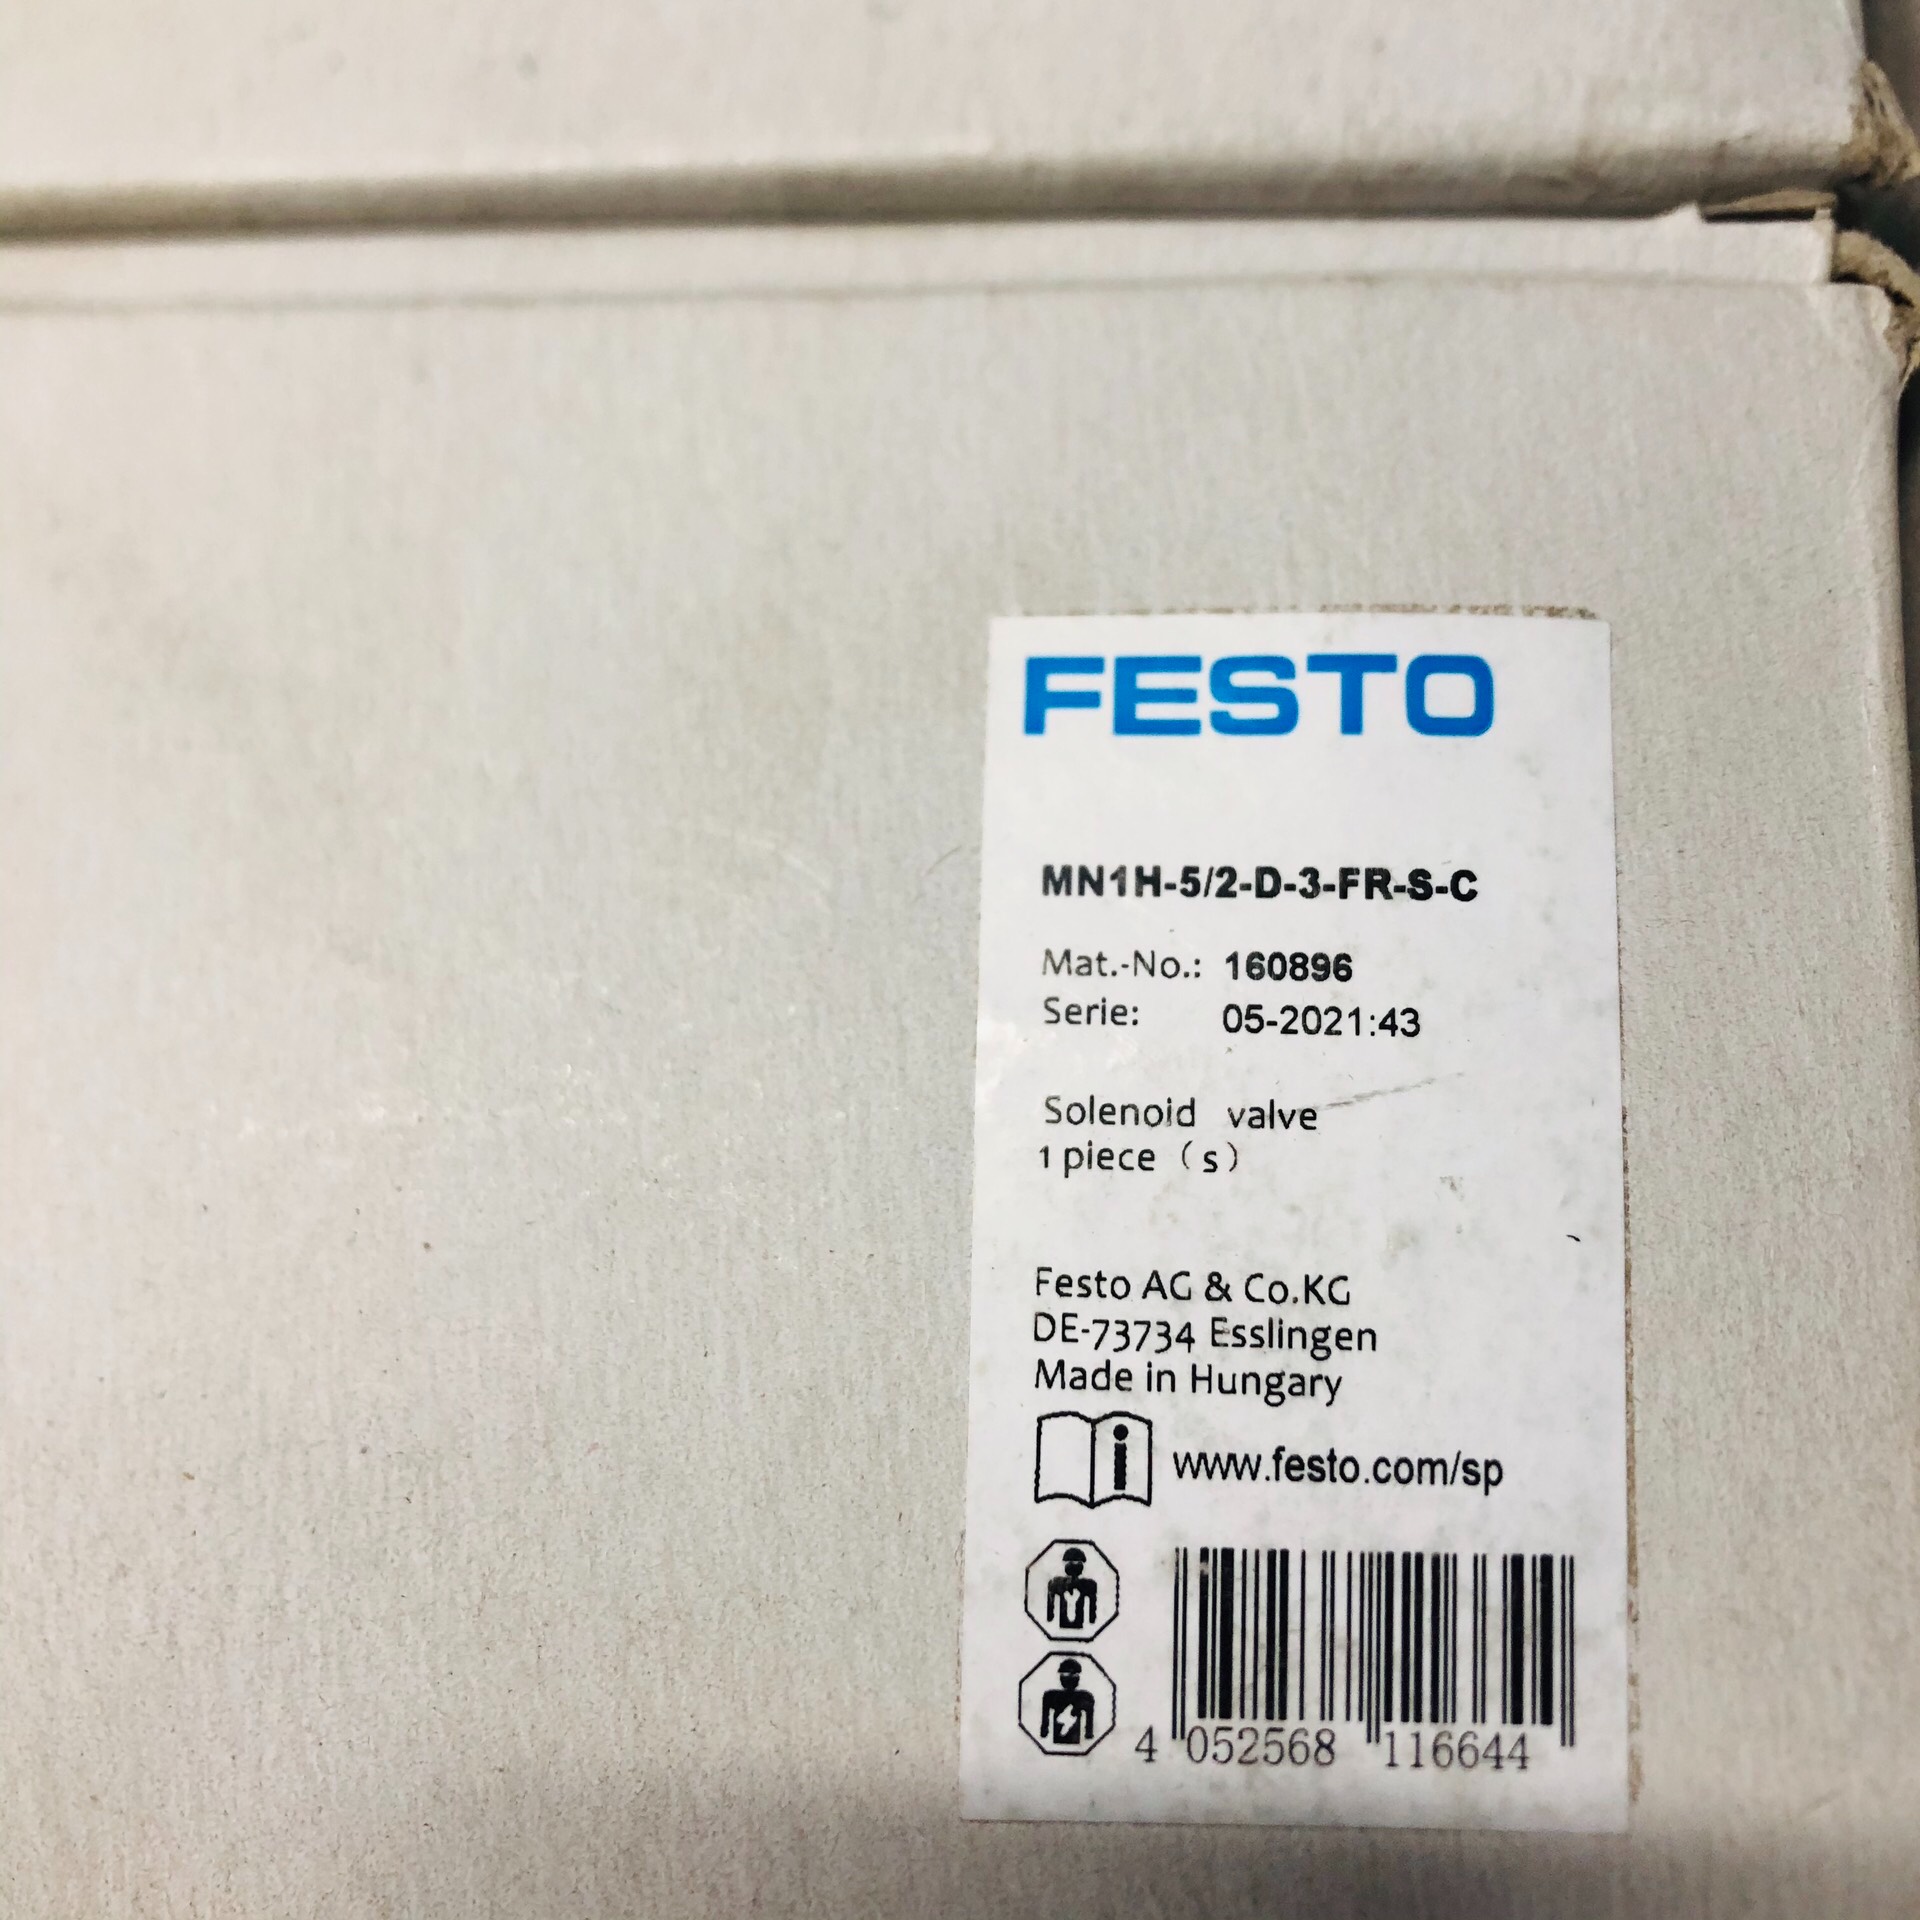 FESTO
MN1H-5/2-D-3-FR-S-C
Mat.-No.: 160896
Serie: 05-2021:43
Solenoid valve
1 piece (s)
Festo AG & Co.KG
DE-73734 Esslingen
Made in Hungary
i www.festo.com/sp
4 052568 116644